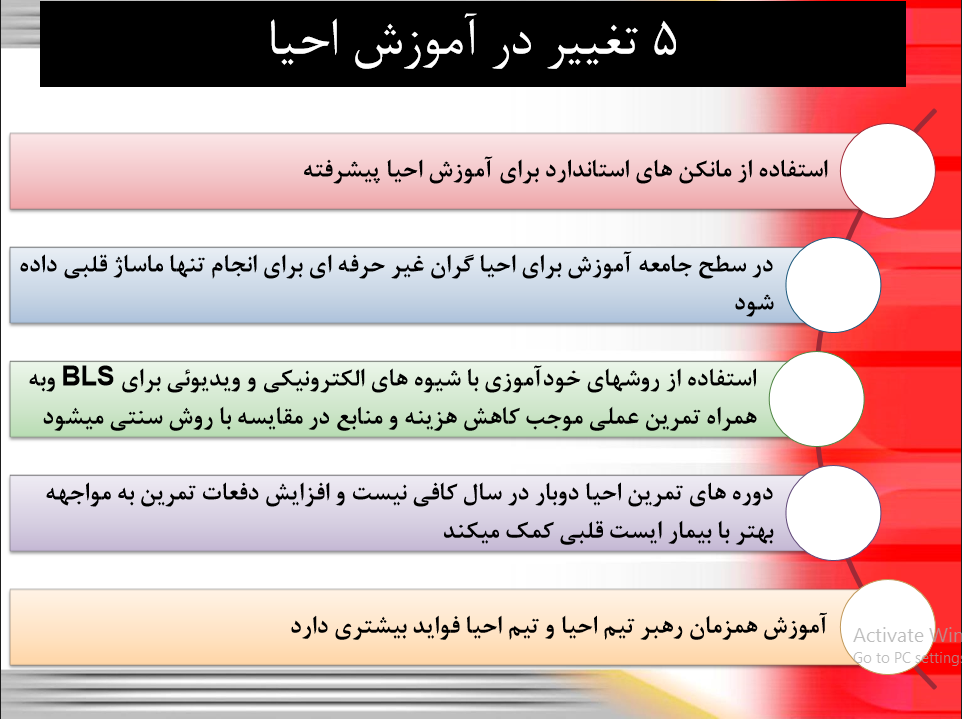 ۵ تغییر در آموزش احیا
استفاده از مانکن های استاندارد برای آموزش احیا پیشرفته
در سطح جامعه آموزش برای احیا گران غیر حرفه ای برای انجام تنها ماساژ قلبی داده
شود
استفاده از روشهای خودآموزی با شیوه های الکترونیکی و ویدیوئی برای BLS وبه
همراه تمرین عملی موجب کاهش هزینه و منابع در مقایسه با روش سنتی میشود
دوره های تمرین احیا دوبار در سال کافی نیست و افزایش دفعات تمرین به مواجهه
بهتر با بیمار ایست قلبی کمک میکند
آموزش همزمان رهبر تیم احیا و تیم احیا فواید بیشتری دارد
Activate Win
Go to PC settings